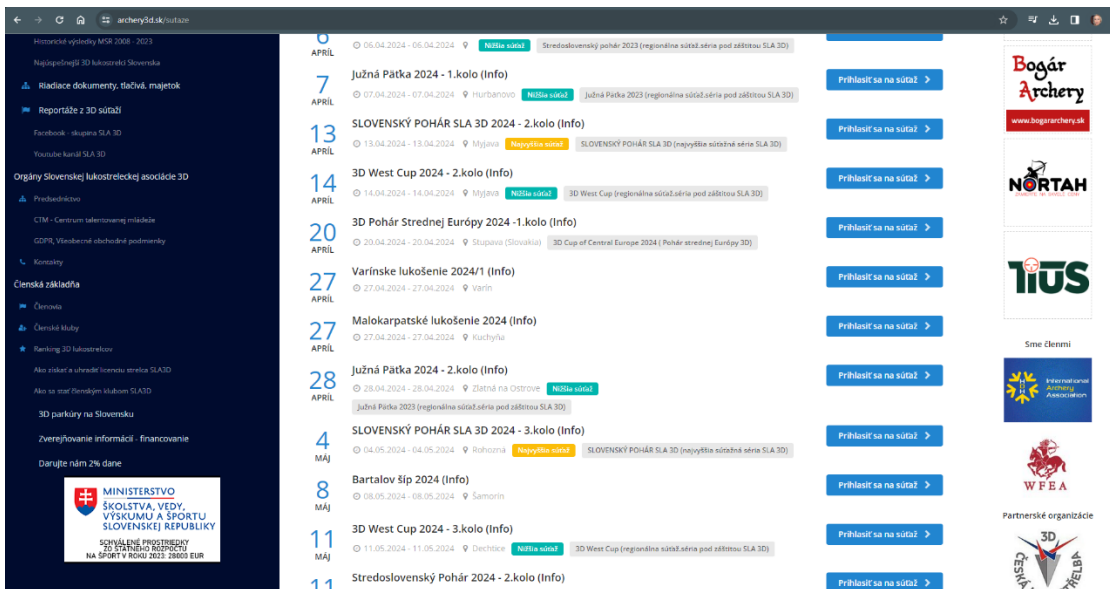 archery3d.sk/sutaze
Historické výsledky MSR 2008 - 2023
Najúspešnejší 3D lukostrelci Slovenska
Riadiace dokumenty, tlačivá, majetok
Reportáže z 3D súťaží
Facebook - skupina SLA 3D
Youtube kanál SLA 3D
Orgány Slovenskej lukostreleckej asociácie 3D
Predsedníctvo
CTM - Centrum talentovanej mládeže
GDPR, Všeobecné obchodné podmienky
Kontakty
Členská základňa
Členovia
Členské kluby
Ranking 3D lukostrelcov
Ako získať a uhradiť licenciu strelca SLA3D
Ako sa stať členským klubom SLA3D
3D parkúry na Slovensku
Zverejňovanie informácií - financovanie
Darujte nám 2% dane
MINISTERSTVO
ŠKOLSTVA, VEDY,
VÝSKUMU A ŠPORTU
SLOVENSKEJ REPUBLIKY
SCHVÁLENÉ PROSTRIEDKY
ZO ŠTÁTNEHO ROZPOČTU
NA ŠPORT V ROKU 2023: 28003 EUR
6
APRÍL
06.04.2024 - 06.04.2024 Nižšia súťaž Stredoslovenský pohár 2023 (regionálna súťaž.séria pod záštitou SLA 3D)
7
APRÍL
Južná Päťka 2024 - 1.kolo (Info)
07.04.2024 - 07.04.2024 Hurbanovo Nižšia súťaž Južná Päťka 2023 (regionálna súťaž.séria pod záštitou SLA 3D)
Prihlasiť sa na súťaž
13
APRÍL
SLOVENSKÝ POHÁR SLA 3D 2024 - 2.kolo (Info)
13.04.2024 - 13.04.2024 Myjava Najvyššia súťaž SLOVENSKÝ POHÁR SLA 3D (najvyššia súťažná séria SLA 3D)
Prihlasiť sa na súťaž
14
APRÍL
3D West Cup 2024 - 2.kolo (Info)
14.04.2024 - 14.04.2024 Myjava Nižšia súťaž 3D West Cup (regionálna súťaž.séria pod záštitou SLA 3D)
Prihlasiť sa na súťaž
20
APRÍL
3D Pohár Strednej Európy 2024 -1.kolo (Info)
20.04.2024 - 20.04.2024 Stupava (Slovakia) 3D Cup of Central Europe 2024 ( Pohár strednej Európy 3D)
Prihlasiť sa na súťaž
27
APRÍL
Varínske lukošenie 2024/1 (Info)
27.04.2024 - 27.04.2024 Varín
Prihlasiť sa na súťaž
27
APRÍL
Malokarpatské lukošenie 2024 (Info)
27.04.2024 - 27.04.2024 Kuchyňa
Prihlasiť sa na súťaž
28
APRÍL
Južná Päťka 2024 - 2.kolo (Info)
28.04.2024 - 28.04.2024 Zlatná na Ostrove Nižšia súťaž
Južná Päťka 2023 (regionálna súťaž.séria pod záštitou SLA 3D)
Prihlasiť sa na súťaž
4
MÁJ
SLOVENSKÝ POHÁR SLA 3D 2024 - 3.kolo (Info)
04.05.2024 - 04.05.2024 Rohozná Najvyššia súťaž SLOVENSKÝ POHÁR SLA 3D (najvyššia súťažná séria SLA 3D)
Prihlasiť sa na súťaž
8
MÁJ
Bartalov šíp 2024 (Info)
08.05.2024 - 08.05.2024 Šamorín
Prihlasiť sa na súťaž
11
MÁJ
3D West Cup 2024 - 3.kolo (Info)
11.05.2024 - 11.05.2024 Dechtice Nižšia súťaž 3D West Cup (regionálna súťaž.séria pod záštitou SLA 3D)
Prihlasiť sa na súťaž
11
Stredoslovenský Pohár 2024 - 2.kolo (Info)
Prihlasiť sa na súťaž
Bogár
Archery
www.bogararchery.sk
NORTAH
TIUS
Sme členmi
International
Archery
Association
WFEA
Partnerské organizácie
3D